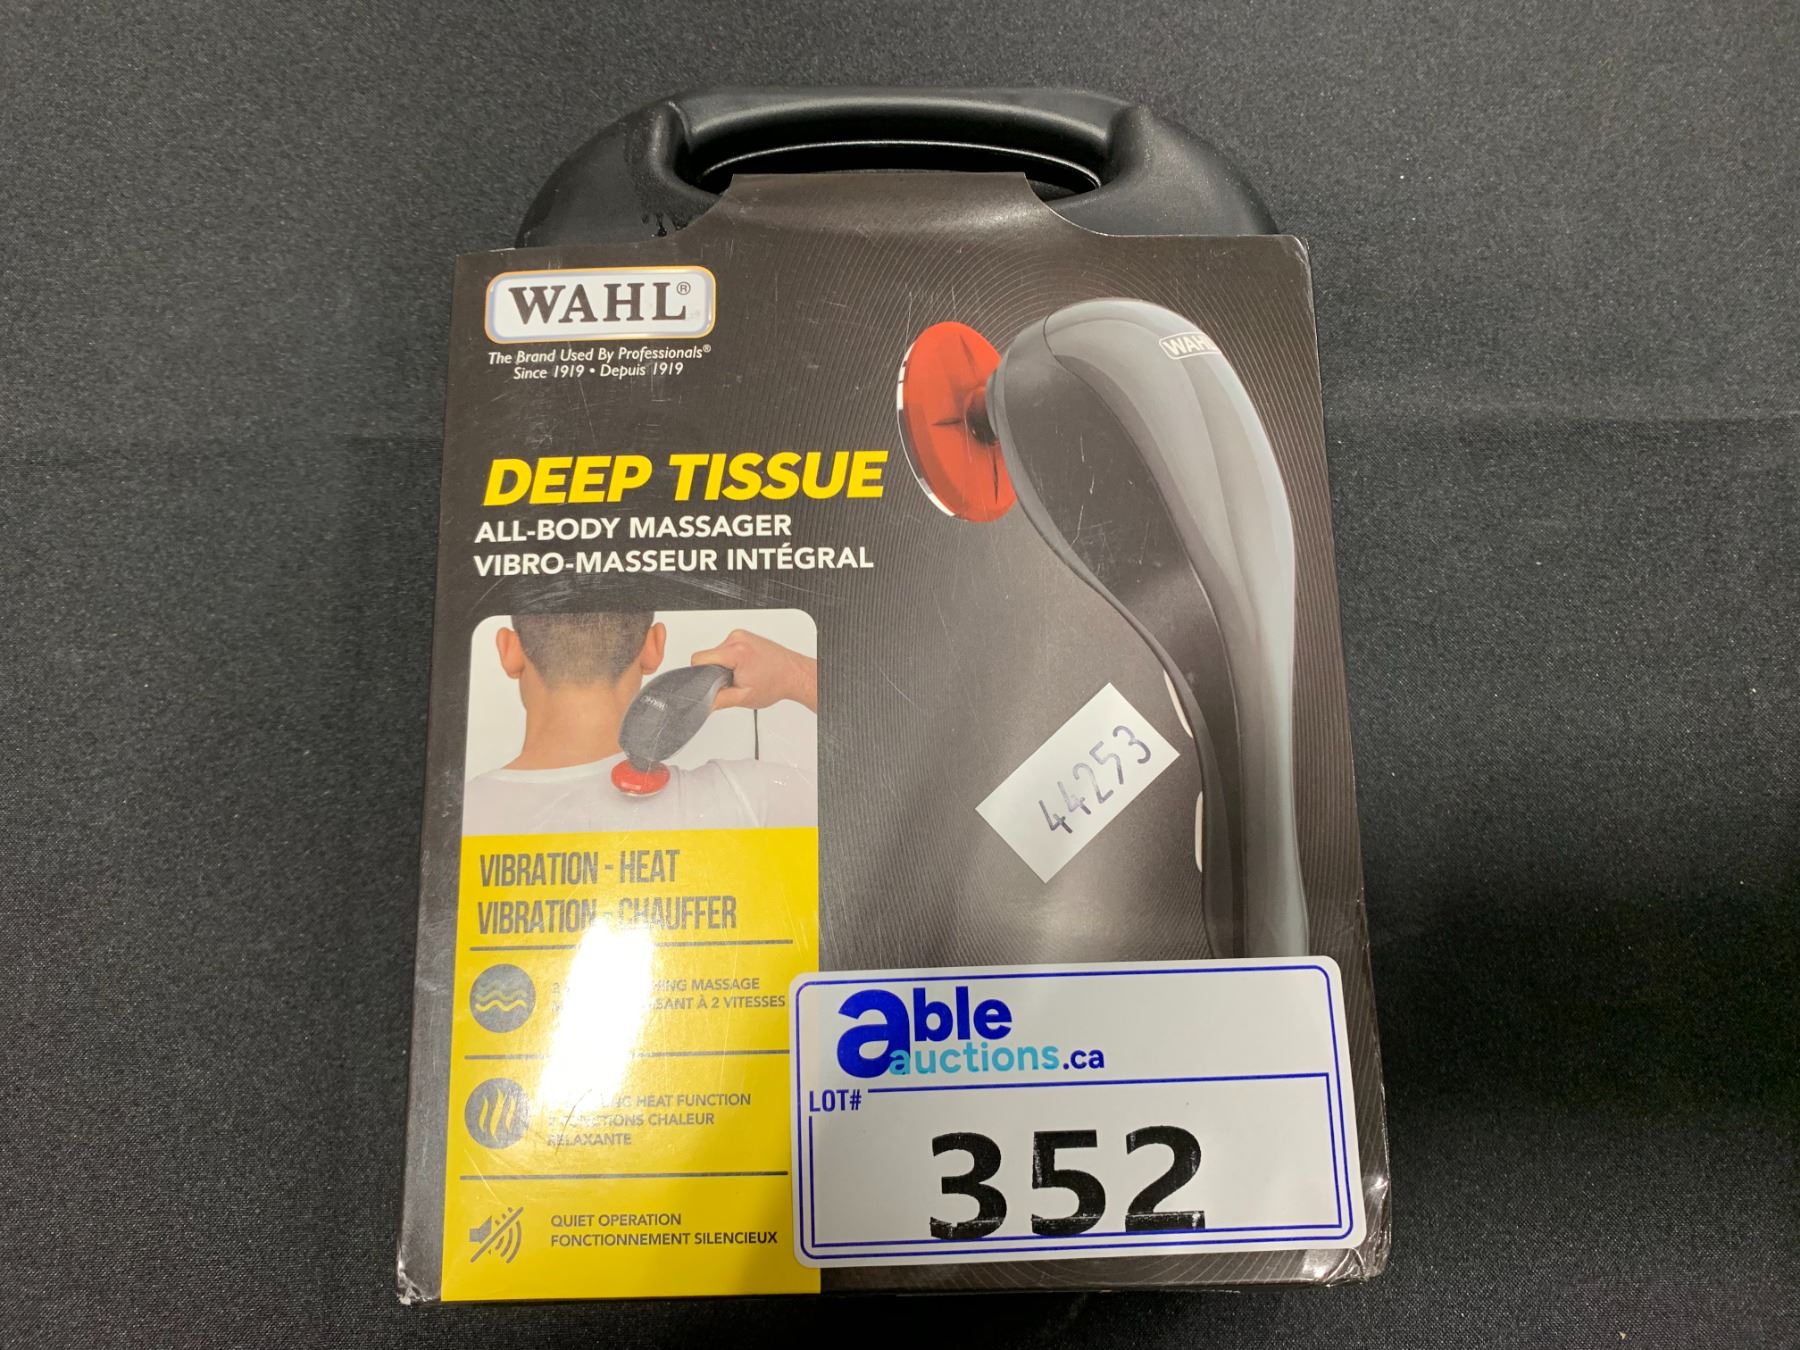 WAHL®
The Brand Used By Professionals®
Since 1919 • Depuis 1919
WAHL
DEEP TISSUE
ALL-BODY MASSAGER
VIBRO-MASSEUR INTÉGRAL
WAHL
44253
VIBRATION - HEAT
VIBRATION - CHAUFFER
MASSAGE
À 2 VITESSES
HEAT FUNCTION
CHALEUR
RELAXANTE
QUIET OPERATION
FONCTIONNEMENT SILENCIEUX
able
auctions.ca
LOT#
352